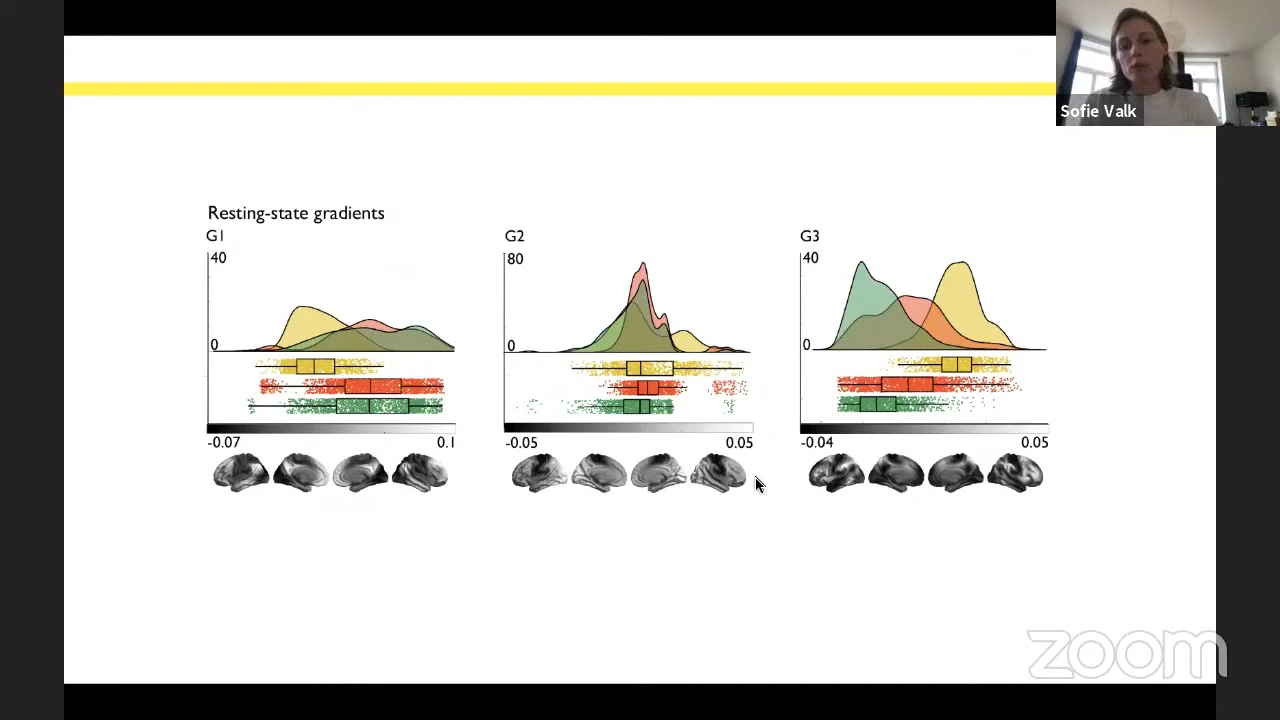 Sofie Valk
Resting-state gradients
G1
G2
G3
40
80
40
0
0
0
-0.07
0.1
-0.05
0.05
-0.04
0.05
zoom